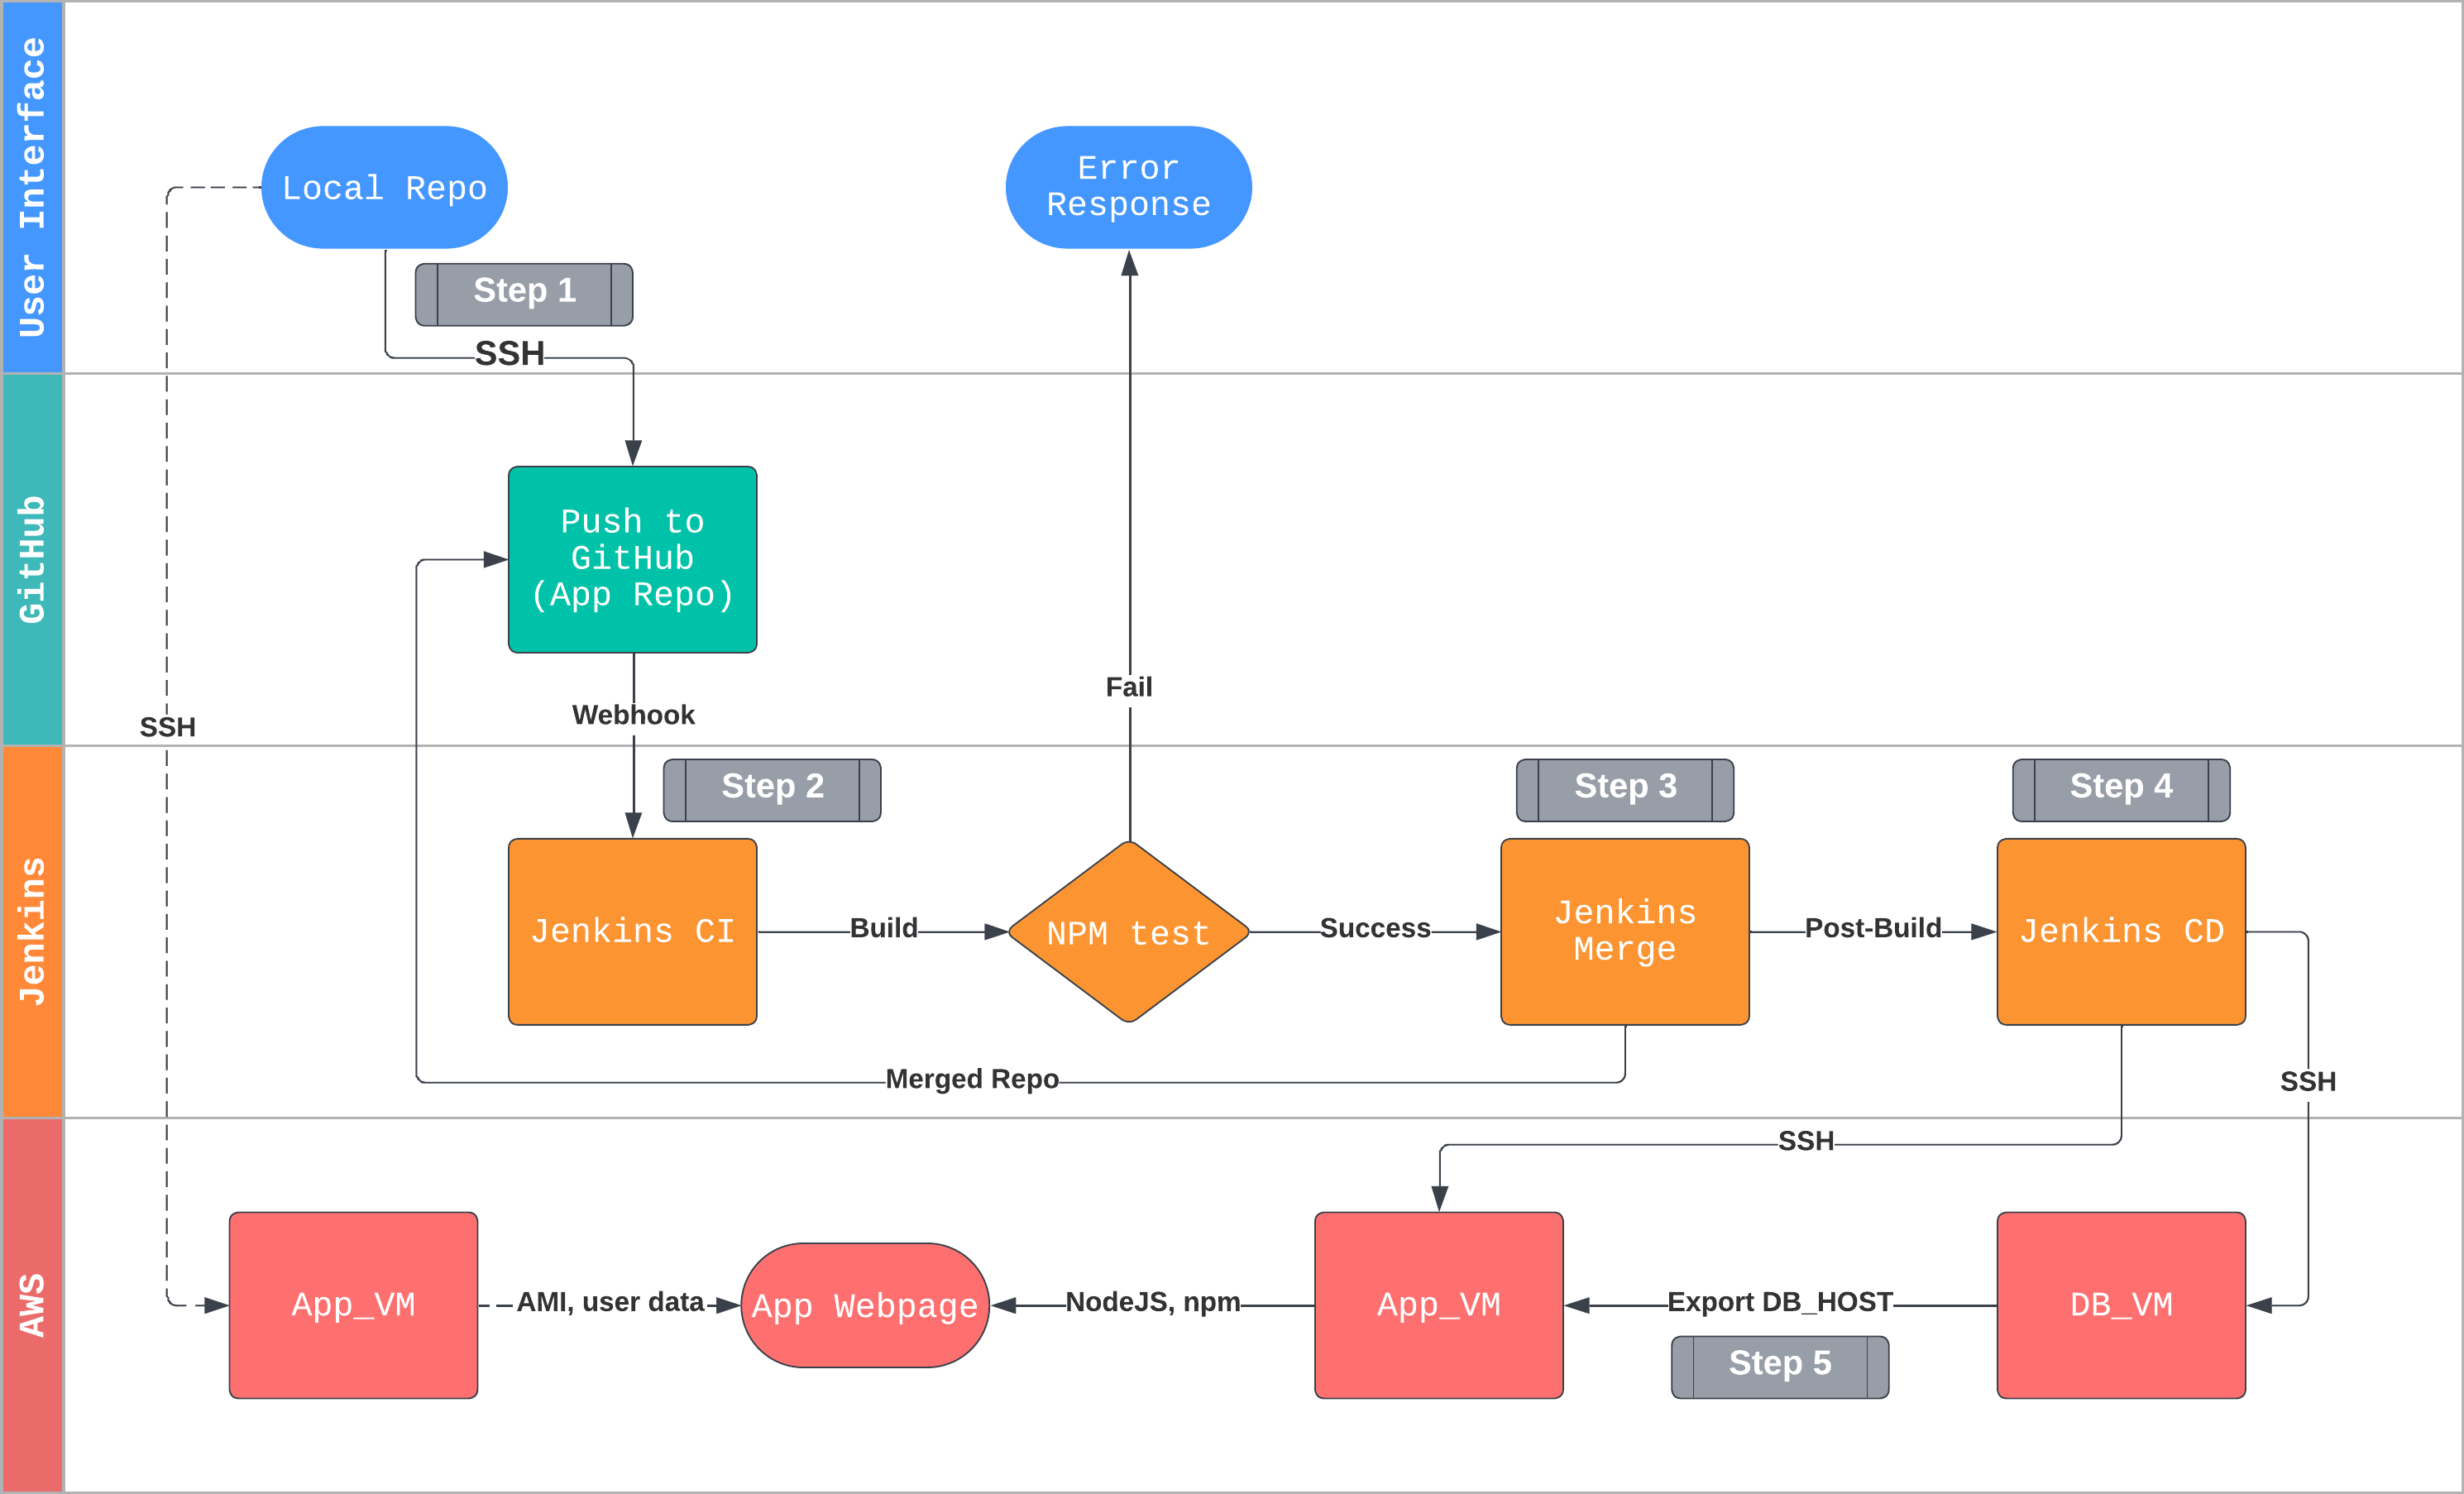 User Interface
Local Repo
Error
Response
Step 1
SSH
GitHub
Push to
GitHub
(App Repo)
Fail
Webhook
SSH
Jenkins
Step 2
Step 3
Step 4
Jenkins CI
Build
NPM test
Success
Jenkins
Merge
Post-Build
Jenkins CD
Merged Repo
SSH
AWS
SSH
App_VM
AMI, user data
App Webpage
NodeJS, npm
App_VM
Export DB_HOST
DB_VM
Step 5